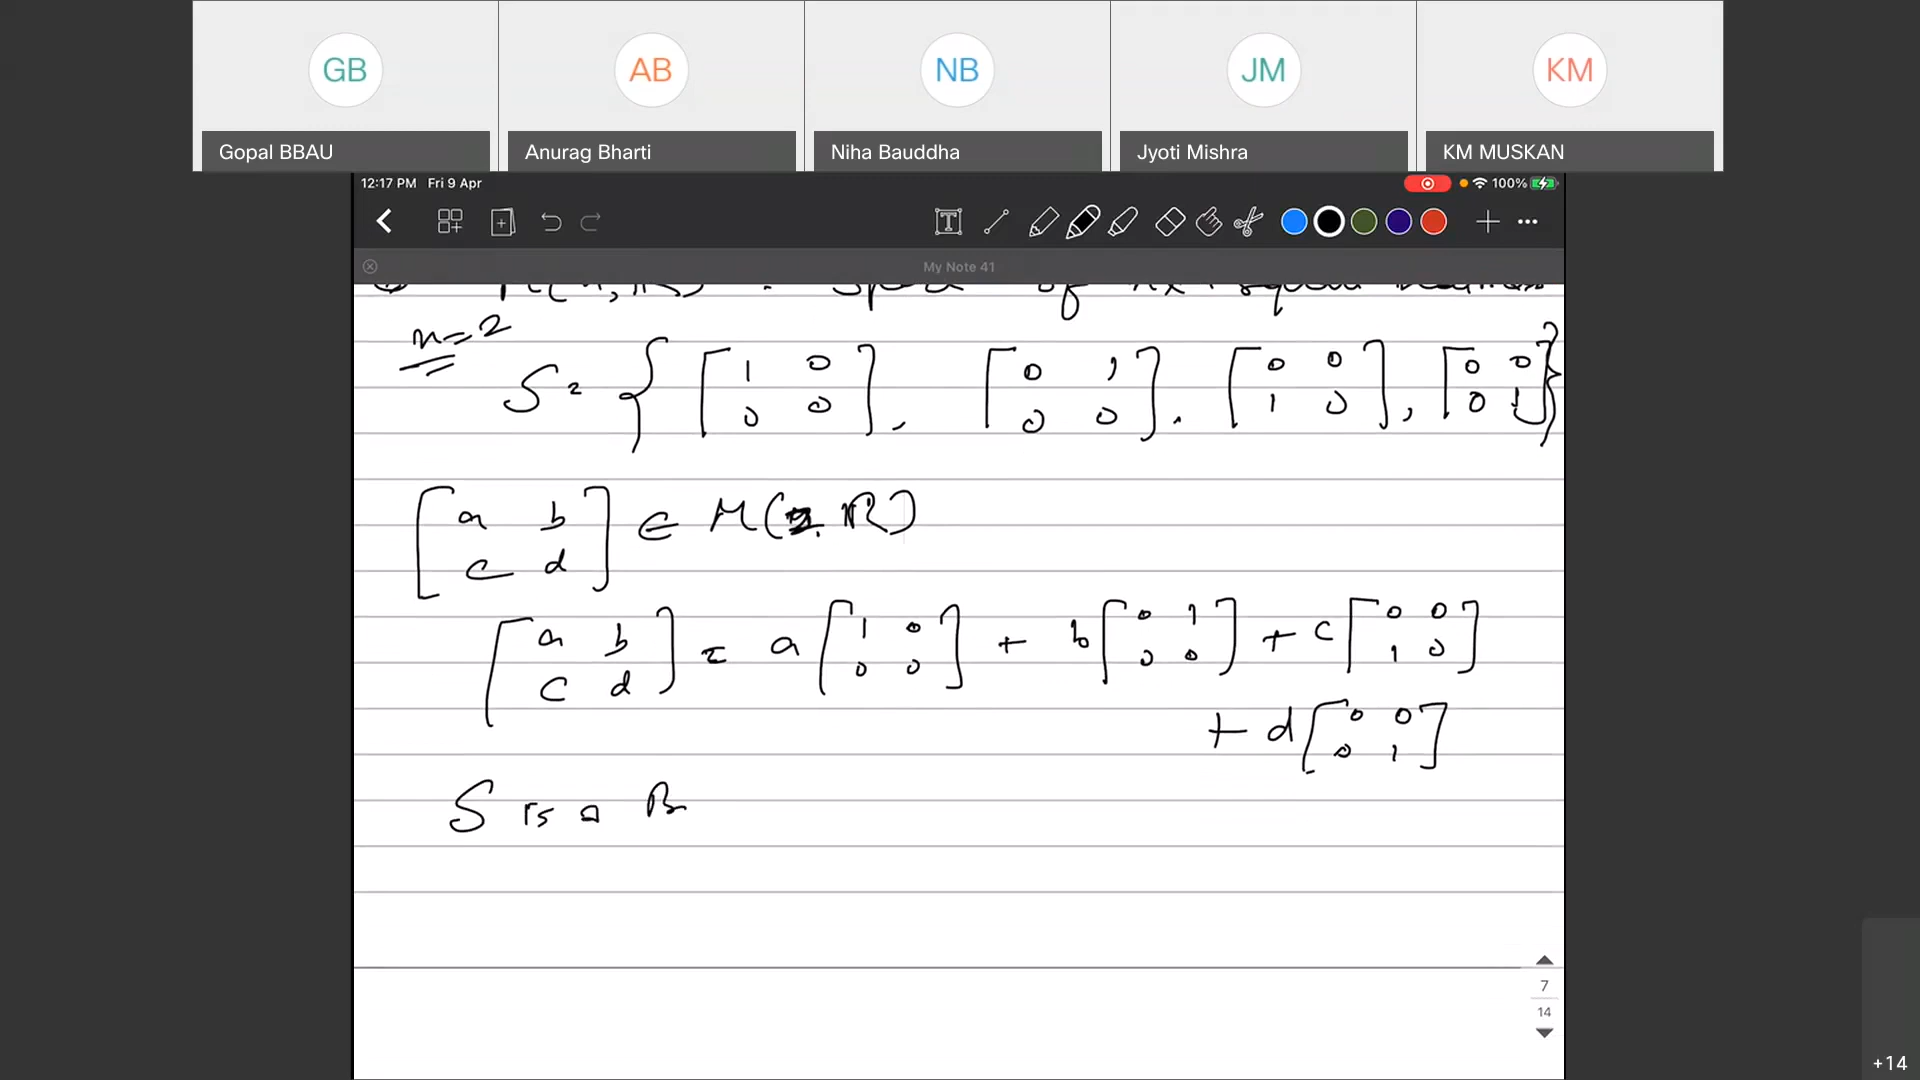 GB AB NB JM KM
Gopal BBAU Anurag Bharti Niha Bauddha Jyoti Mishra KM MUSKAN
12:17 PM Fri 9 Apr 100%
My Note 41
of
n=2
S = { [ 1 0 0 0 ], [ 0 1 0 0 ], [ 0 0 1 0 ], [ 0 0 0 1 ] }
[ a b c d ] ∈ M(2, R)
[ a b c d ] = a [ 1 0 0 0 ] + b [ 0 1 0 0 ] + c [ 0 0 1 0 ]
+ d [ 0 0 0 1 ]
S is a B
7
14
+14